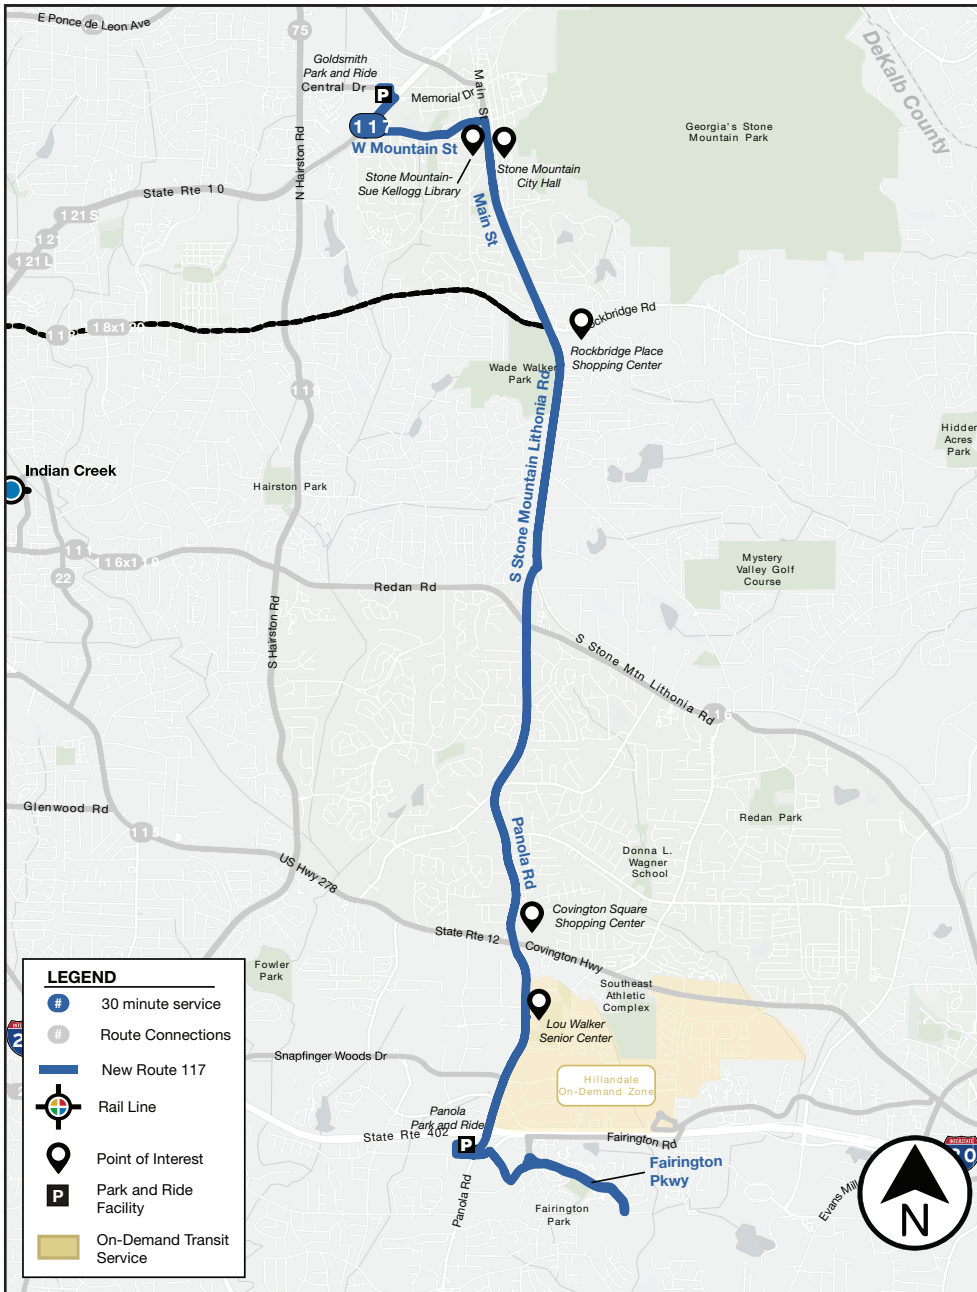 E Ponce de Leon Ave
75
DeKalb County
Goldsmith
Park and Ride
Central Dr
P
Memorial Dr
Main St
117
W Mountain St
Georgia's Stone
Mountain Park
Stone Mountain-
Sue Kellogg Library
Stone Mountain
City Hall
N Hairston Rd
State Rte 10
121 S
121
121 L
Main St
Rockbridge Place
Shopping Center
Wade Walker
Park
S Stone Mountain Lithonia Rd
Hidden
Acres
Park
Indian Creek
Hairston Park
111
22
Redan Rd
Mystery
Valley Golf
Course
S Hairston Rd
S Stone Mtn Lithonia Rd
116
Glenwood Rd
115
Redan Park
Panola Rd
Donna L.
Wagner
School
US Hwy 278
Covington Square
Shopping Center
State Rte 12
Covington Hwy
Fowler
Park
Southeast
Athletic
Complex
Lou Walker
Senior Center
Snapfinger Woods Dr
Hillandale
On-Demand Zone
Panola
Park and Ride
P
State Rte 402
Fairington Rd
Fairington
Pkwy
Panola Rd
Fairington
Park
INTERSTATE
N
LEGEND
# 30 minute service
# Route Connections
New Route 117
Rail Line
Point of Interest
P Park and Ride
Facility
On-Demand Transit
Service